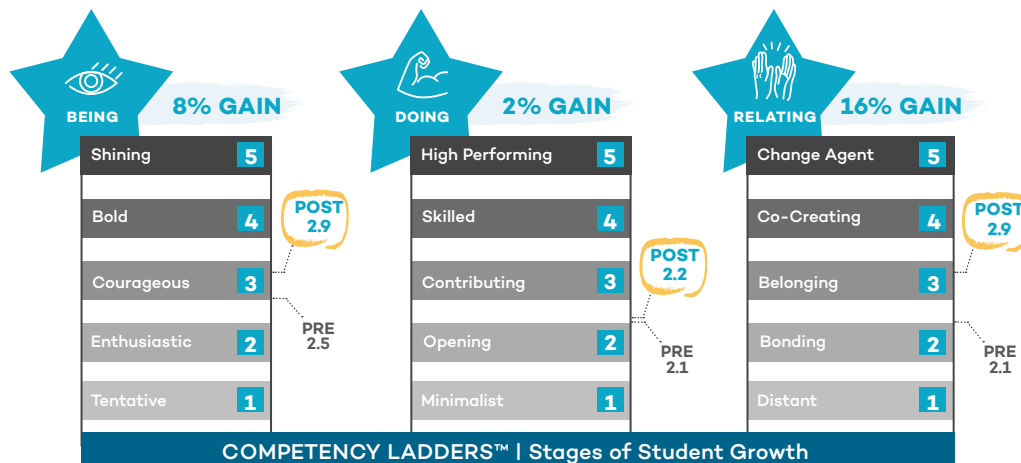 BEING
8% GAIN
Shining 5
Bold 4
Courageous 3
Enthusiastic 2
Tentative 1
POST
2.9
PRE
2.5
DOING
2% GAIN
High Performing 5
Skilled 4
Contributing 3
Opening 2
Minimalist 1
POST
2.2
PRE
2.1
RELATING
16% GAIN
Change Agent 5
Co-Creating 4
Belonging 3
Bonding 2
Distant 1
POST
2.9
PRE
2.1
COMPETENCY LADDERS™ | Stages of Student Growth